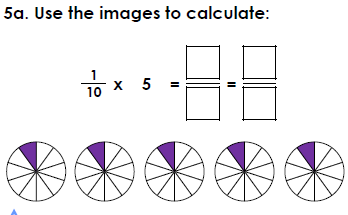 5a. Use the images to calculate:
1/10 x 5 = =